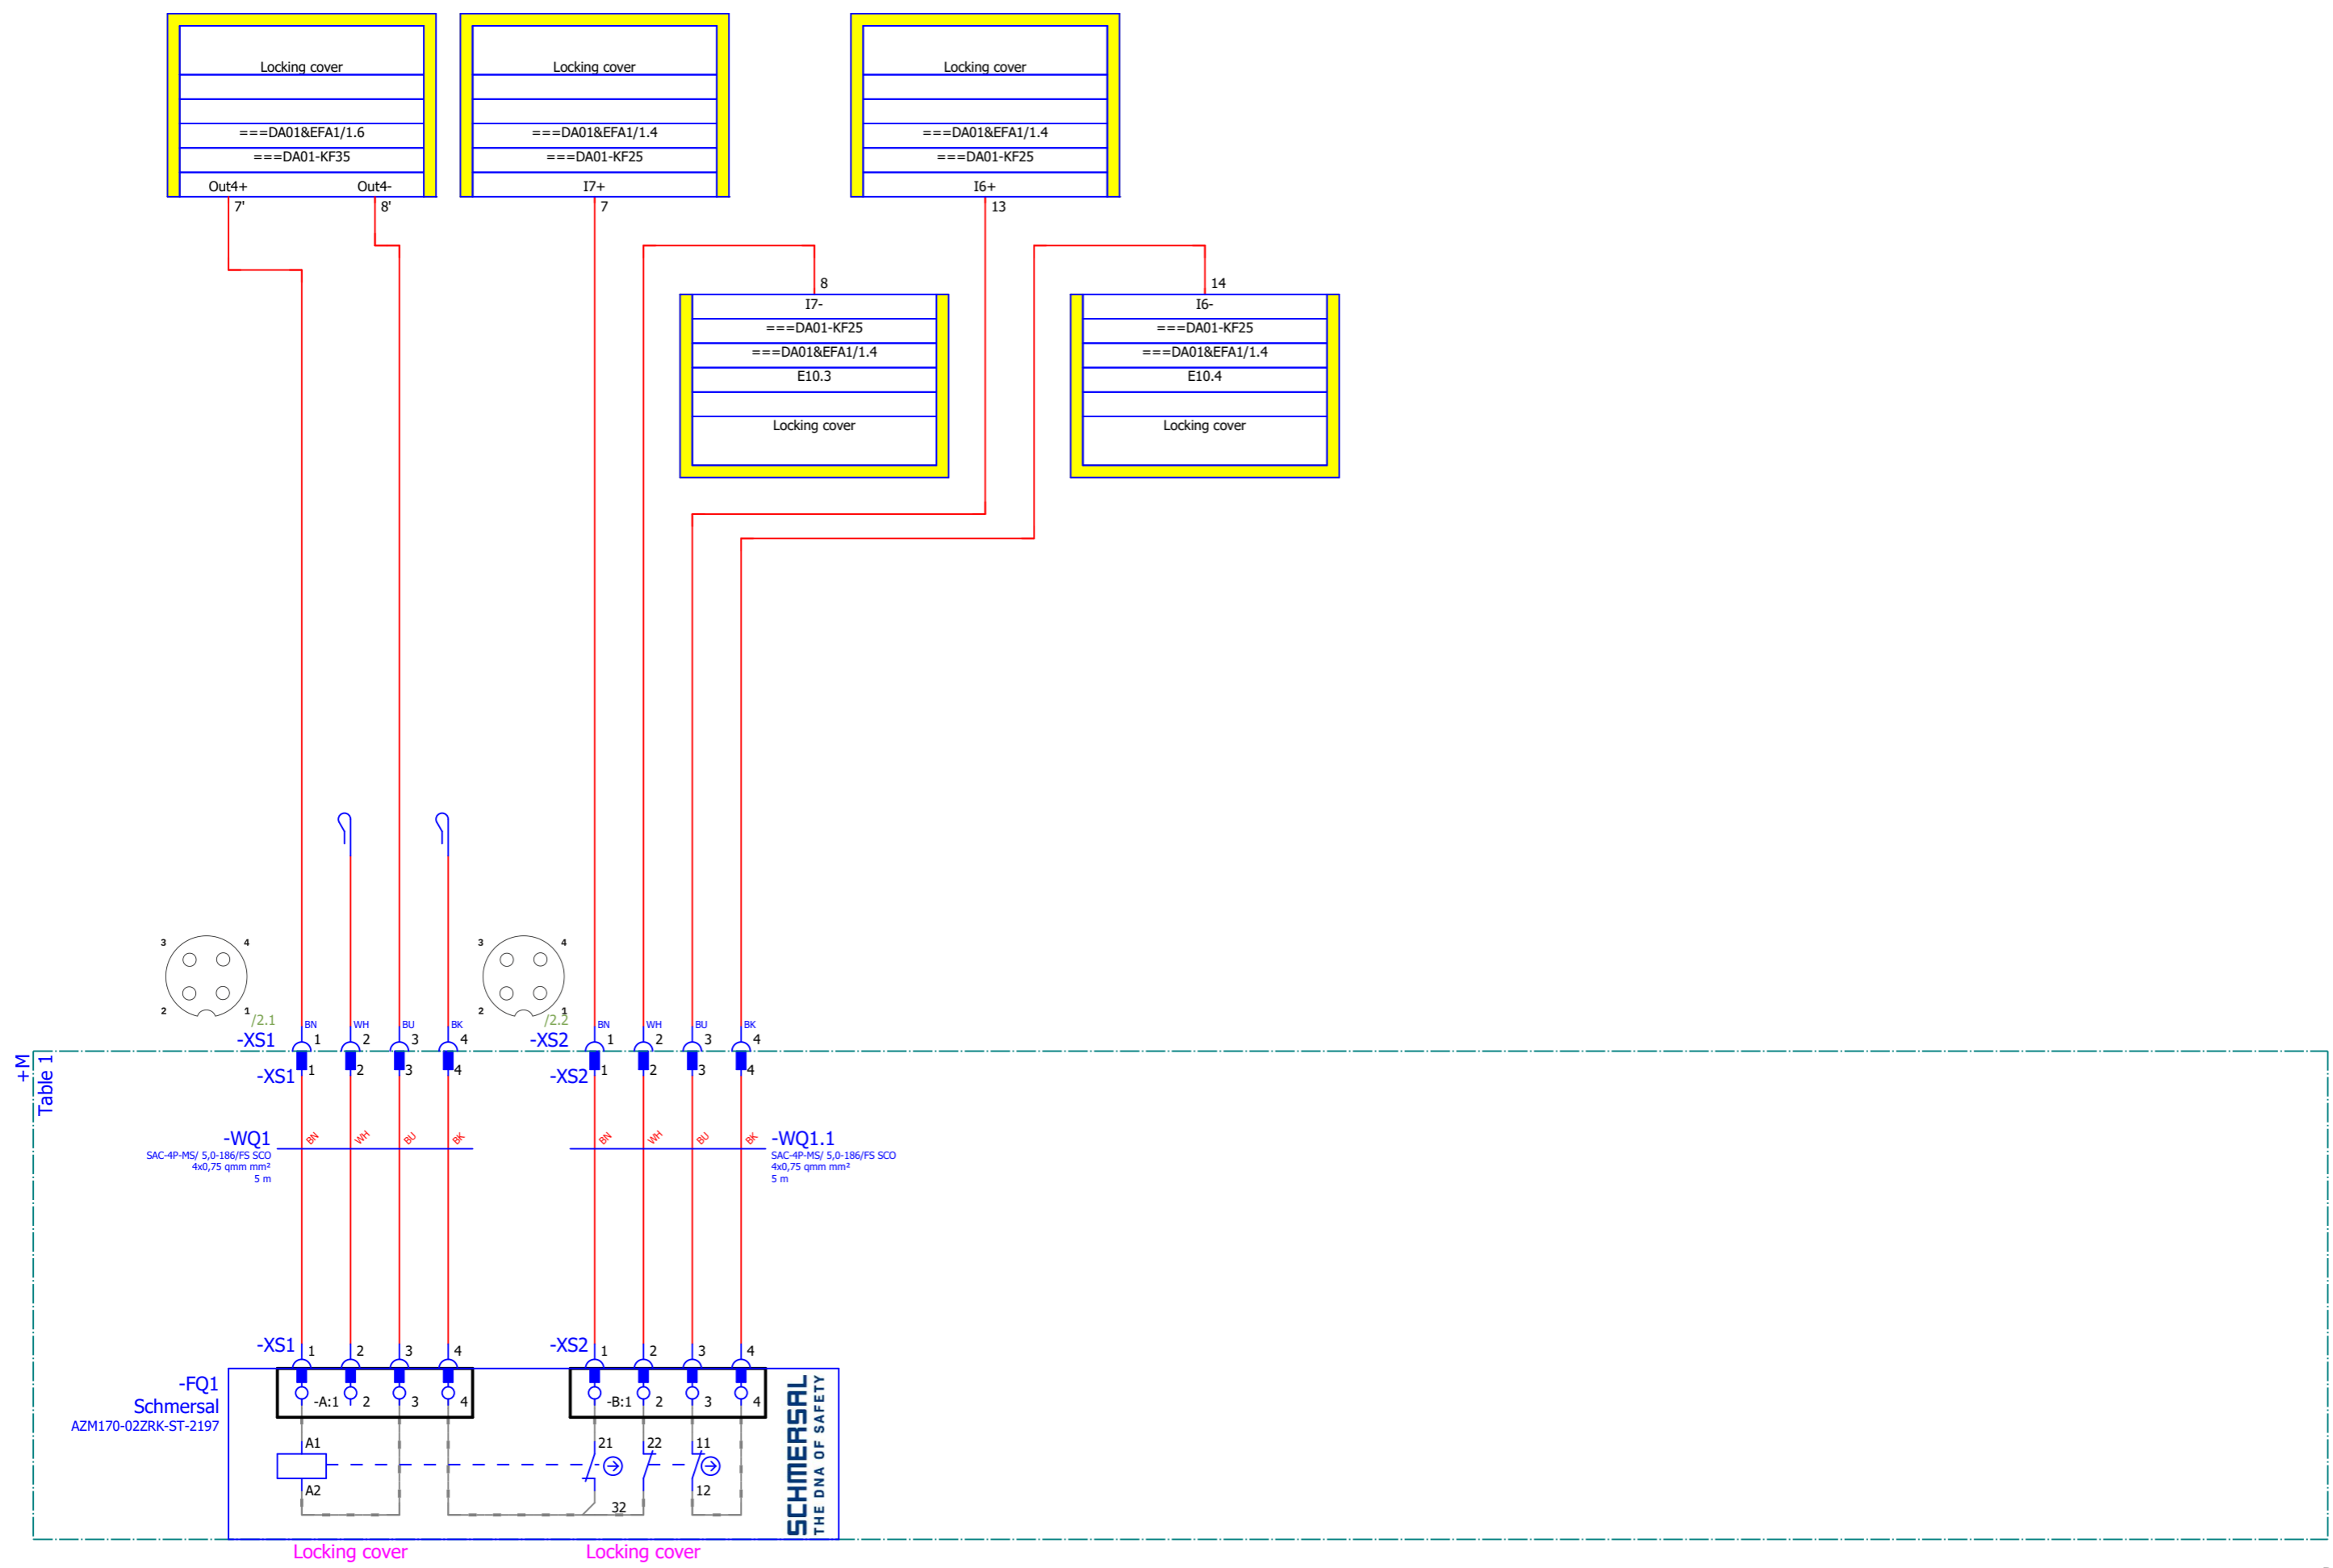 Locking cover
===DA01&EFA1/1.6
===DA01-KF35
Out4+ Out4-
7' 8'
Locking cover
===DA01&EFA1/1.4
===DA01-KF25
I7+
7
Locking cover
===DA01&EFA1/1.4
===DA01-KF25
I6+
13
8
I7-
===DA01-KF25
===DA01&EFA1/1.4
E10.3
Locking cover
14
I6-
===DA01-KF25
===DA01&EFA1/1.4
E10.4
Locking cover
3 4
2 1
/2.1
3 4
2 1
/2.2
BN WH BU BK
-XS1 1 2 3 4
BN WH BU BK
-XS2 1 2 3 4
+M
Table 1
-XS1 1 2 3 4
-XS2 1 2 3 4
-WQ1
SAC-4P-MS/ 5,0-186/FS SCO
4x0,75 qmm mm²
5 m
BN WH BU BK
BN WH BU BK
-WQ1.1
SAC-4P-MS/ 5,0-186/FS SCO
4x0,75 qmm mm²
5 m
-XS1 1 2 3 4
-XS2 1 2 3 4
-FQ1
Schmersal
AZM170-02ZRK-ST-2197
-A:1 2 3 4
-B:1 2 3 4
A1 21 22 11
A2 32 12
SCHMERSAL
THE DNA OF SAFETY
Locking cover
Locking cover